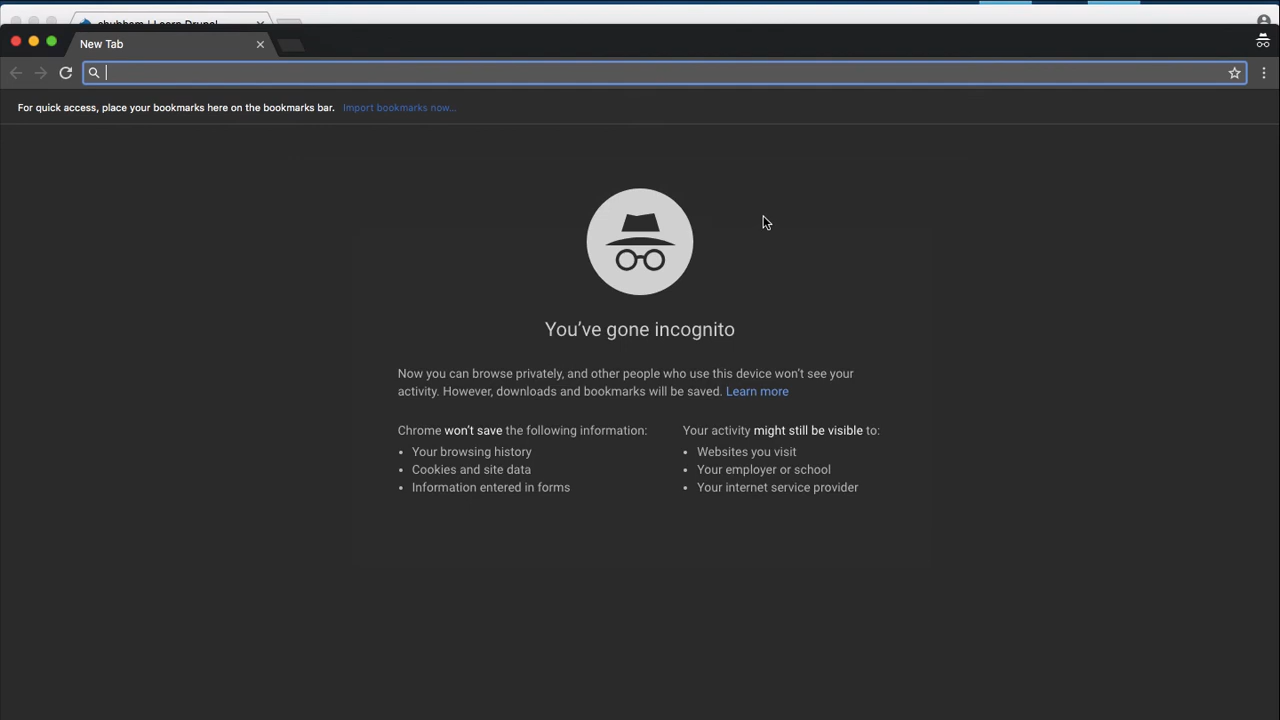 shubham | Learn Drupal
New Tab
For quick access, place your bookmarks here on the bookmarks bar. Import bookmarks now...
You've gone incognito
Now you can browse privately, and other people who use this device won't see your
activity. However, downloads and bookmarks will be saved. Learn more
Chrome won't save the following information:
• Your browsing history
• Cookies and site data
• Information entered in forms
Your activity might still be visible to:
• Websites you visit
• Your employer or school
• Your internet service provider